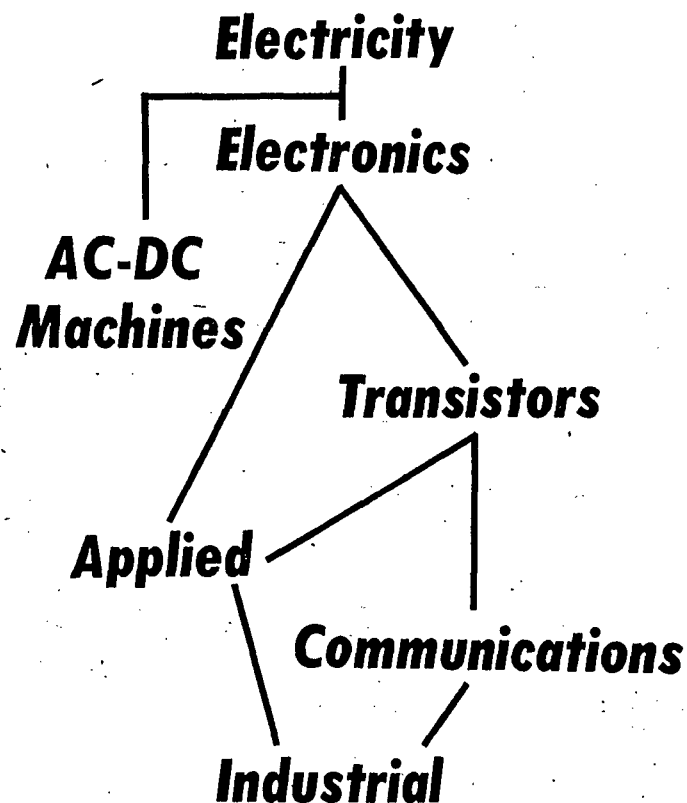 Electricity
Electronics
AC-DC
Machines
Transistors
Applied
Communications
Industrial